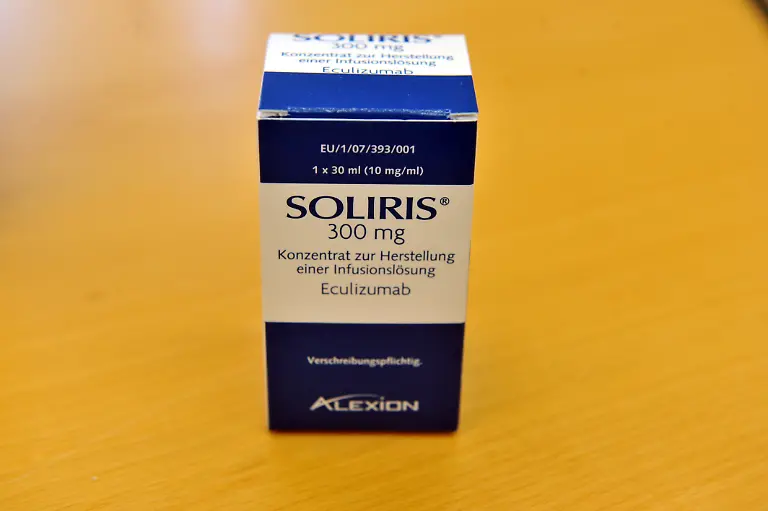 SOLIRIS®
300 mg
Konzentrat zur Herstellung
einer Infusionslösung
Eculizumab
EU/1/07/393/001
1 x 30 ml (10 mg/ml)
SOLIRIS®
300 mg
Konzentrat zur Herstellung
einer Infusionslösung
Eculizumab
Verschreibungspflichtig.
ALEXION